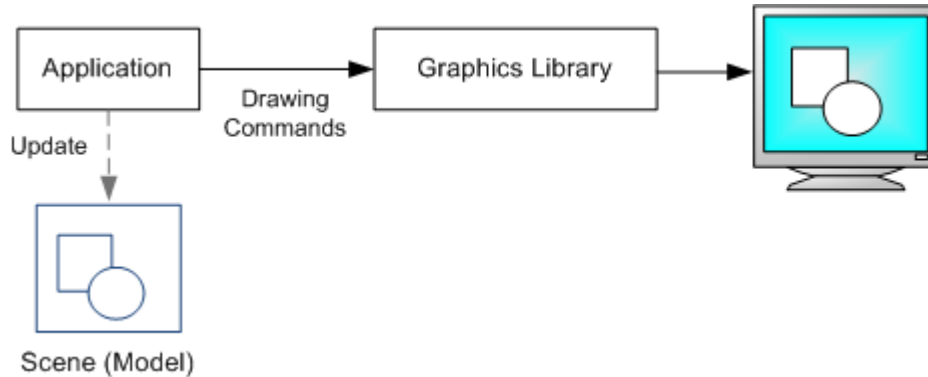 Application
Graphics Library
Drawing
Commands
Update
Scene (Model)